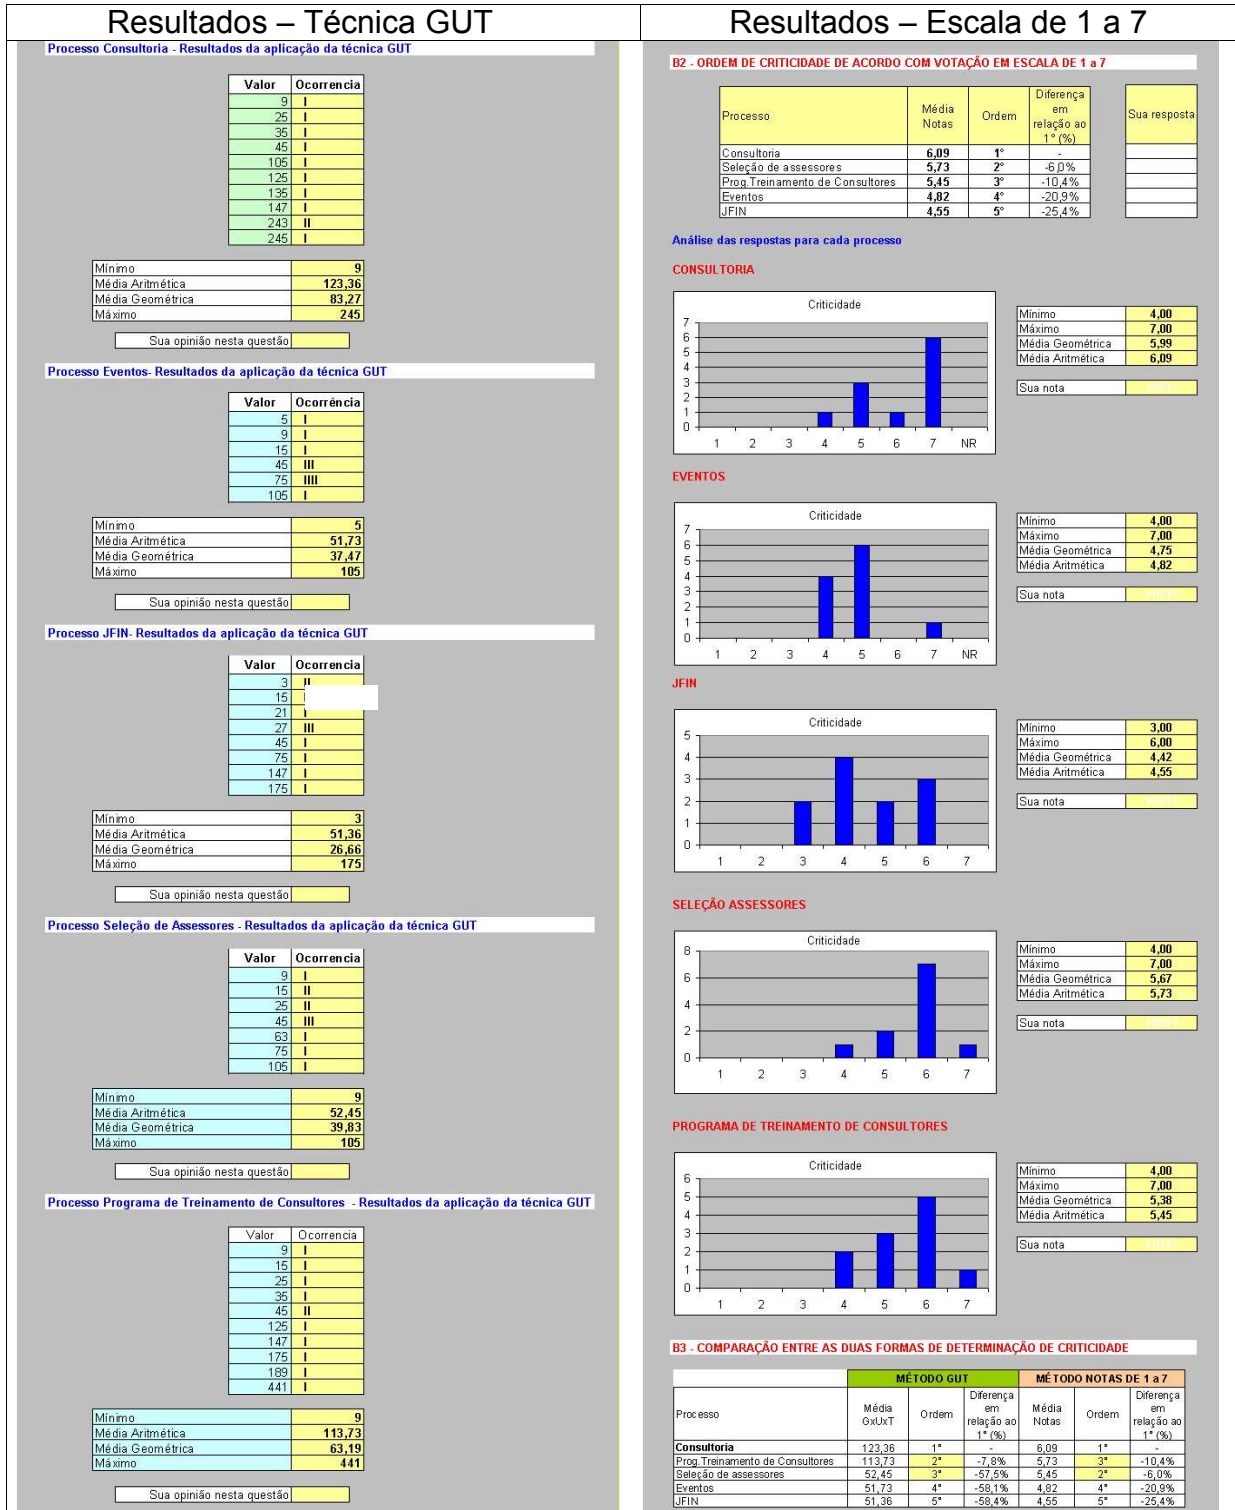 Resultados – Técnica GUT
Processo Consultoria - Resultados da aplicação da técnica GUT
Valor Ocorrencia
9 I
25 I
35 I
45 I
105 I
125 I
135 I
147 I
243 II
245 I
Mínimo 9
Média Aritmética 123,36
Média Geométrica 83,27
Máximo 245
Sua opinião nesta questão
Processo Eventos- Resultados da aplicação da técnica GUT
Valor Ocorrência
5 I
9 I
15 I
45 III
75 IIII
105 I
Mínimo 5
Média Aritmética 51,73
Média Geométrica 37,47
Máximo 105
Sua opinião nesta questão
Processo JFIN- Resultados da aplicação da técnica GUT
Valor Ocorrencia
3 II
15
21 I
27 III
45 I
75 I
147 I
175 I
Mínimo 3
Média Aritmética 51,36
Média Geométrica 26,66
Máximo 175
Sua opinião nesta questão
Processo Seleção de Assessores - Resultados da aplicação da técnica GUT
Valor Ocorrencia
9 I
15 II
25 II
45 III
63 I
75 I
105 I
Mínimo 9
Média Aritmética 52,45
Média Geométrica 39,83
Máximo 105
Sua opinião nesta questão
Processo Programa de Treinamento de Consultores - Resultados da aplicação da técnica GUT
Valor Ocorrencia
9 I
15 I
25 I
35 I
45 II
125 I
147 I
175 I
189 I
441 I
Mínimo 9
Média Aritmética 113,73
Média Geométrica 63,19
Máximo 441
Sua opinião nesta questão
Resultados – Escala de 1 a 7
B2 - ORDEM DE CRITICIDADE DE ACORDO COM VOTAÇÃO EM ESCALA DE 1 a 7
Processo Média Notas Ordem Diferença em relação ao 1° (%) Sua resposta
Consultoria 6,09 1° -
Seleção de assessores 5,73 2° -6,0%
Prog.Treinamento de Consultores 5,45 3° -10,4%
Eventos 4,82 4° -20,9%
JFIN 4,55 5° -25,4%
Análise das respostas para cada processo
CONSULTORIA
Criticidade
7
6
5
4
3
2
1
0
1 2 3 4 5 6 7 NR
Mínimo 4,00
Máximo 7,00
Média Geométrica 5,99
Média Aritmética 6,09
Sua nota
EVENTOS
Criticidade
7
6
5
4
3
2
1
0
1 2 3 4 5 6 7 NR
Mínimo 4,00
Máximo 7,00
Média Geométrica 4,75
Média Aritmética 4,82
Sua nota
JFIN
Criticidade
5
4
3
2
1
0
1 2 3 4 5 6 7
Mínimo 3,00
Máximo 6,00
Média Geométrica 4,42
Média Aritmética 4,55
Sua nota
SELEÇÃO ASSESSORES
Criticidade
8
6
4
2
0
1 2 3 4 5 6 7
Mínimo 4,00
Máximo 7,00
Média Geométrica 5,67
Média Aritmética 5,73
Sua nota
PROGRAMA DE TREINAMENTO DE CONSULTORES
Criticidade
6
5
4
3
2
1
0
1 2 3 4 5 6 7
Mínimo 4,00
Máximo 7,00
Média Geométrica 5,38
Média Aritmética 5,45
Sua nota
B3 - COMPARAÇÃO ENTRE AS DUAS FORMAS DE DETERMINAÇÃO DE CRITICIDADE
MÉTODO GUT MÉTODO NOTAS DE 1 a 7
Processo Média GxUxT Ordem Diferença em relação ao 1° (%) Média Notas Ordem Diferença em relação ao 1° (%)
Consultoria 123,36 1° - 6,09 1° -
Prog.Treinamento de Consultores 113,73 2° -7,8% 5,73 3° -10,4%
Seleção de assessores 52,45 3° -57,5% 5,45 2° -6,0%
Eventos 51,73 4° -58,1% 4,82 4° -20,9%
JFIN 51,36 5° -58,4% 4,55 5° -25,4%